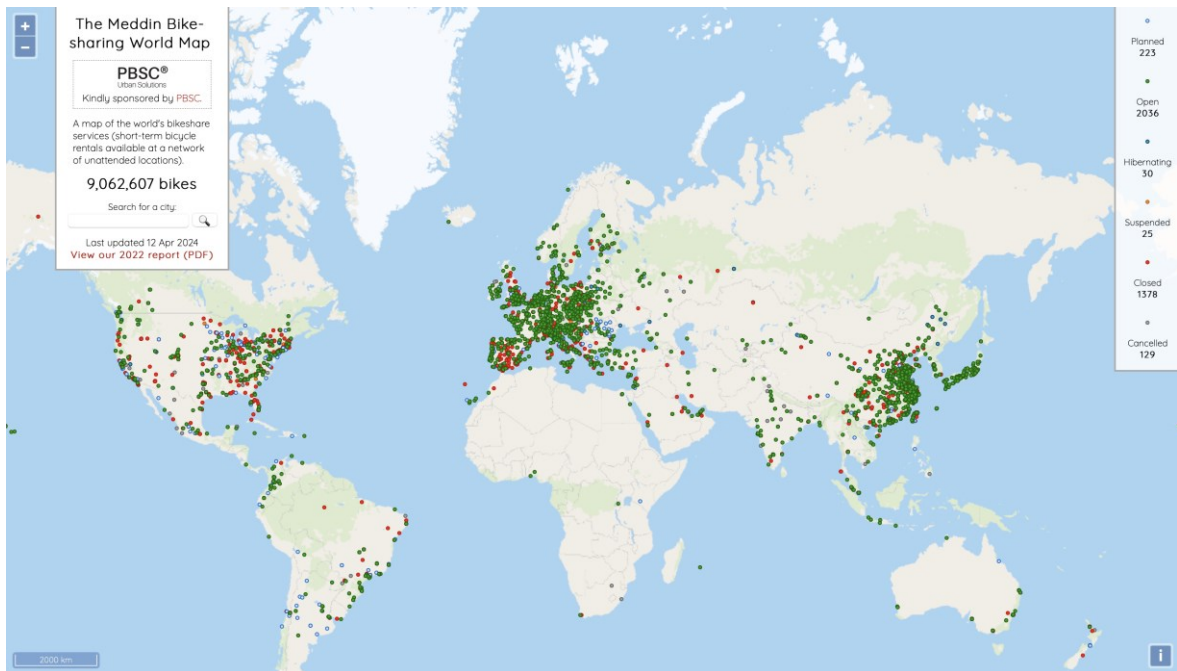 +
−
The Meddin Bike-
sharing World Map
PBSC®
Urban Solutions
Kindly sponsored by PBSC.
A map of the world's bikeshare
services (short-term bicycle
rentals available at a network
of unattended locations).
9,062,607 bikes
Search for a city:
Last updated 12 Apr 2024
View our 2022 report (PDF)
Planned
223
Open
2036
Hibernating
30
Suspended
25
Closed
1378
Cancelled
129
2000 km
i